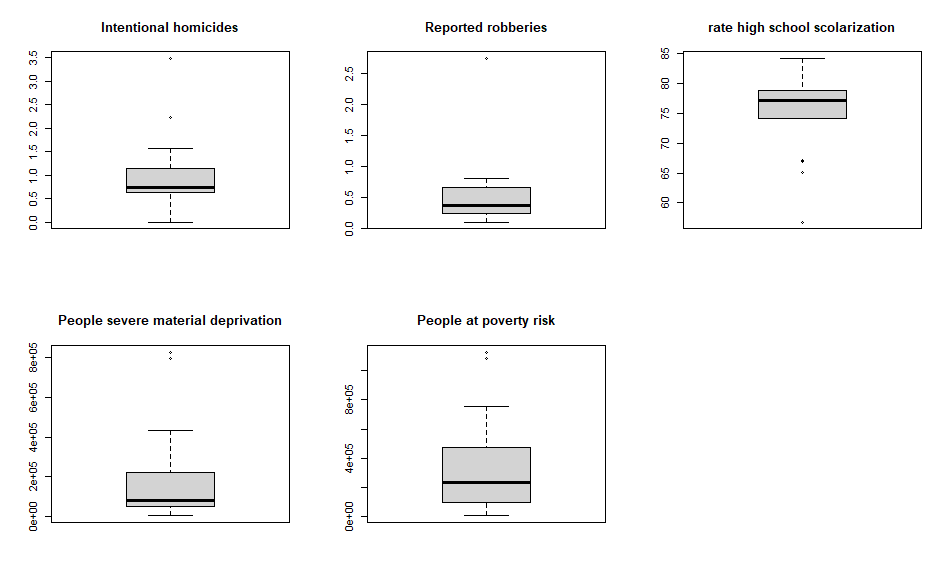 Intentional homicides
3.5
3.0
2.5
2.0
1.5
1.0
0.5
0.0
Reported robberies
2.5
2.0
1.5
1.0
0.5
0.0
rate high school scolarization
85
80
75
70
65
60
People severe material deprivation
8e+05
6e+05
4e+05
2e+05
0e+00
People at poverty risk
8e+05
4e+05
0e+00